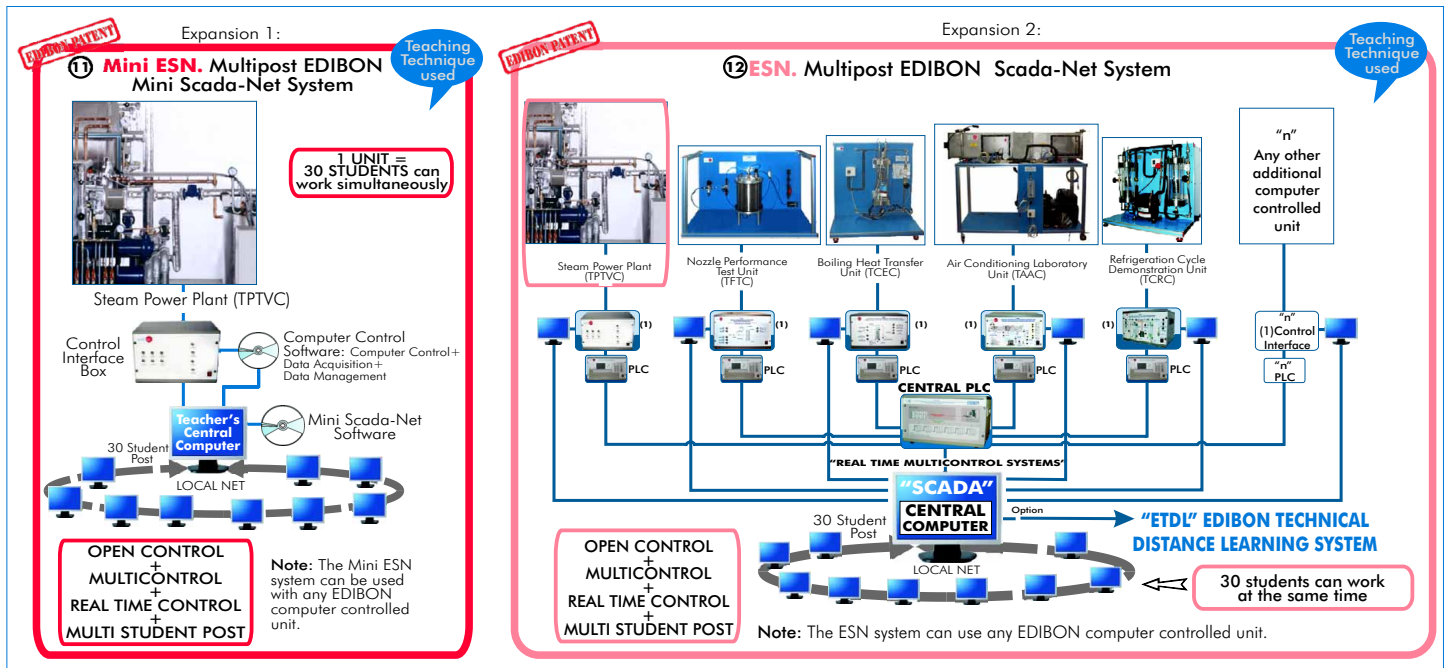 Expansion 1:
EDIBON PATENT
Teaching
Technique
used
11 Mini ESN. Multipost EDIBON
Mini Scada-Net System
1 UNIT =
30 STUDENTS can
work simultaneously
Steam Power Plant (TPTVC)
Control
Interface
Box
Computer Control
Software: Computer Control+
Data Acquisition+
Data Management
Teacher's
Central
Computer
Mini Scada-Net
Software
30 Student
Post
LOCAL NET
OPEN CONTROL
+
MULTICONTROL
+
REAL TIME CONTROL
+
MULTI STUDENT POST
Note: The Mini ESN
system can be used
with any EDIBON
computer controlled
unit.
Expansion 2:
EDIBON PATENT
Teaching
Technique
used
12 ESN. Multipost EDIBON Scada-Net System
Steam Power Plant
(TPTVC)
Nozzle Performance
Test Unit
(TFTC)
Boiling Heat Transfer
Unit (TCEC)
Air Conditioning Laboratory
Unit (TAAC)
Refrigeration Cycle
Demonstration Unit
(TCRC)
"n"
Any other
additional
computer
controlled
unit
(1)
(1)
(1)
(1)
(1)
"n"
(1)Control
Interface
PLC
PLC
PLC
PLC
PLC
"n"
PLC
CENTRAL PLC
"REAL TIME MULTICONTROL SYSTEMS"
"SCADA"
CENTRAL
COMPUTER
Option
"ETDL" EDIBON TECHNICAL
DISTANCE LEARNING SYSTEM
30 Student
Post
LOCAL NET
30 students can work
at the same time
OPEN CONTROL
+
MULTICONTROL
+
REAL TIME CONTROL
+
MULTI STUDENT POST
Note: The ESN system can use any EDIBON computer controlled unit.